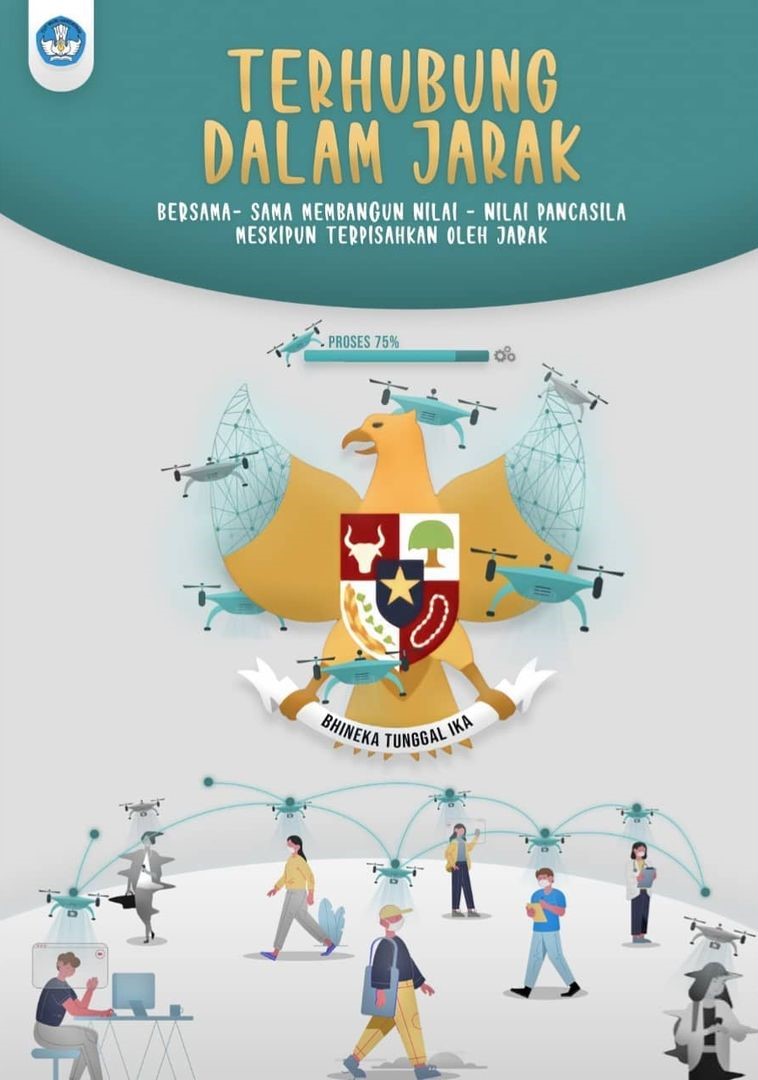 TERHUBUNG
DALAM JARAK
BERSAMA- SAMA MEMBANGUN NILAI - NILAI PANCASILA
MESKIPUN TERPISAHKAN OLEH JARAK
PROSES 75%
BHINEKA TUNGGAL IKA